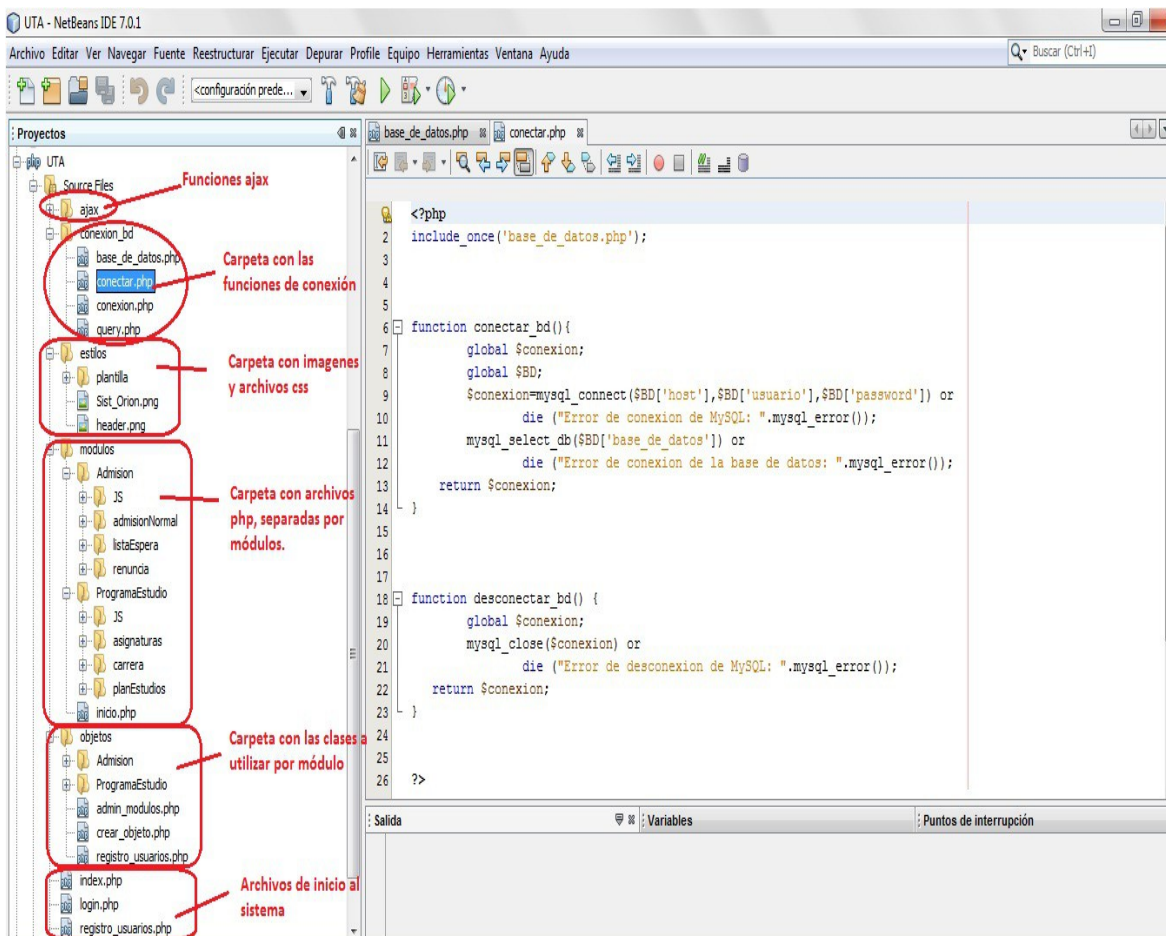 UTA - NetBeans IDE 7.0.1
Archivo Editar Ver Navegar Fuente Reestructurar Ejecutar Depurar Profile Equipo Herramientas Ventana Ayuda
Buscar (Ctrl+I)
<configuración prede...
Proyectos
UTA
Source Files
ajax
conexion_bd
base_de_datos.php
conectar.php
conexion.php
query.php
estilos
plantilla
Sist_Orion.png
header.png
modulos
Admision
JS
admisionNormal
listaEspera
renuncia
ProgramaEstudio
JS
asignaturas
carrera
planEstudios
inicio.php
objetos
Admision
ProgramaEstudio
admin_modulos.php
crear_objeto.php
registro_usuarios.php
index.php
login.php
registro_usuarios.php
Funciones ajax
Carpeta con las
funciones de conexión
Carpeta con imagenes
y archivos css
Carpeta con archivos
php, separadas por
módulos.
Carpeta con las clases a
utilizar por módulo
Archivos de inicio al
sistema
base_de_datos.php
conectar.php
<?php
2 include_once('base_de_datos.php');
3
4
5
6 function conectar_bd(){
7 global $conexion;
8 global $BD;
9 $conexion=mysql_connect($BD['host'],$BD['usuario'],$BD['password']) or
10 die ("Error de conexion de MySQL: ".mysql_error());
11 mysql_select_db($BD['base_de_datos']) or
12 die ("Error de conexion de la base de datos: ".mysql_error());
13 return $conexion;
14 }
15
16
17
18 function desconectar_bd() {
19 global $conexion;
20 mysql_close($conexion) or
21 die ("Error de desconexion de MySQL: ".mysql_error());
22 return $conexion;
23 }
24
25
26 ?>
Salida
Variables
Puntos de interrupción